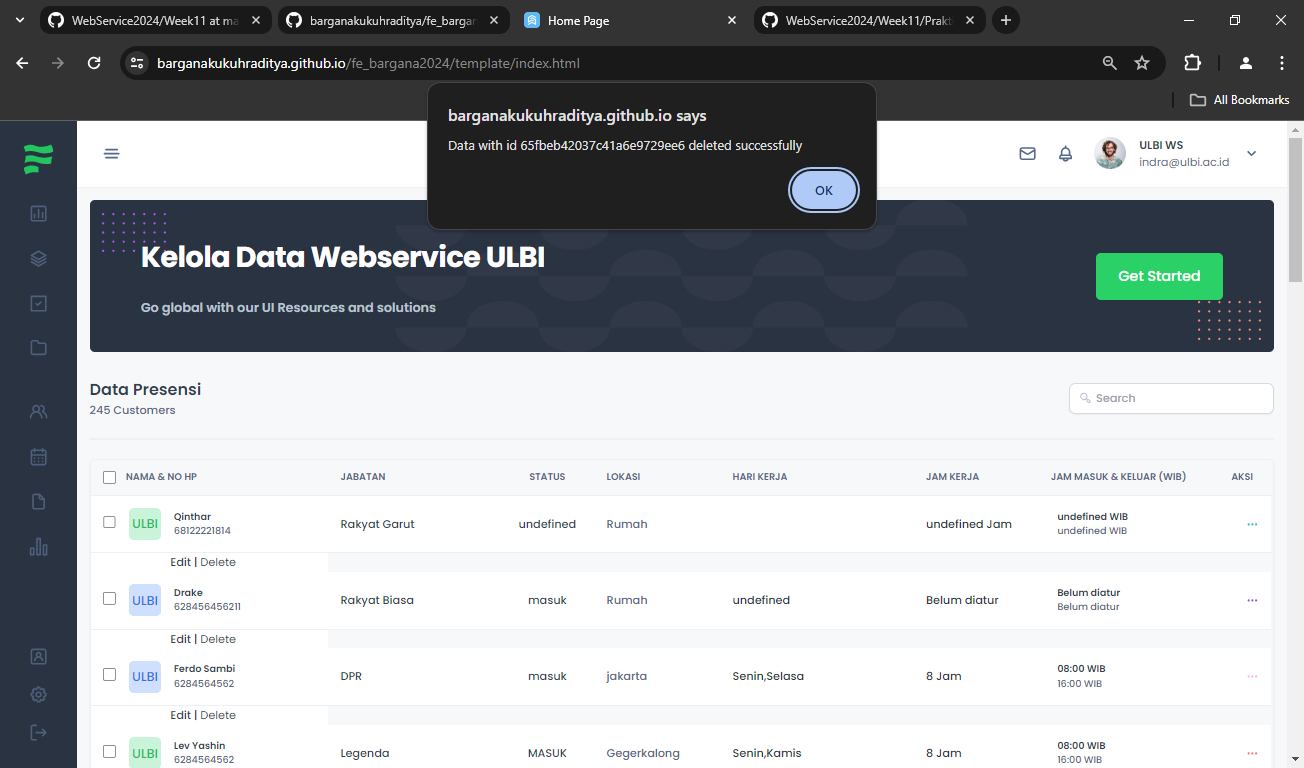 WebService2024/Week11 at ma
barganakukuhraditya/fe_bargan
Home Page
WebService2024/Week11/Prakt
barganakukuhraditya.github.io/fe_bargana2024/template/index.html
All Bookmarks
barganakukuhraditya.github.io says
Data with id 65fbeb42037c41a6e9729ee6 deleted successfully
OK
ULBI WS
indra@ulbi.ac.id
Kelola Data Webservice ULBI
Go global with our UI Resources and solutions
Get Started
Data Presensi
245 Customers
Search
NAMA & NO HP JABATAN STATUS LOKASI HARI KERJA JAM KERJA JAM MASUK & KELUAR (WIB) AKSI
ULBI Qinthar 68122221814 Rakyat Garut undefined Rumah undefined Jam undefined WIB undefined WIB ...
Edit | Delete
ULBI Drake 628456456211 Rakyat Biasa masuk Rumah undefined Belum diatur Belum diatur Belum diatur ...
Edit | Delete
ULBI Ferdo Sambi 6284564562 DPR masuk jakarta Senin,Selasa 8 Jam 08:00 WIB 16:00 WIB ...
Edit | Delete
ULBI Lev Yashin 6284564562 Legenda MASUK Gegerkalong Senin,Kamis 8 Jam 08:00 WIB 16:00 WIB ...